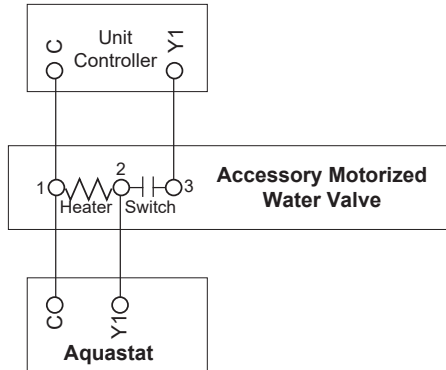 C
Unit
Controller
Y1
1
2
3
Heater
Switch
Accessory Motorized
Water Valve
C
Y1
Aquastat